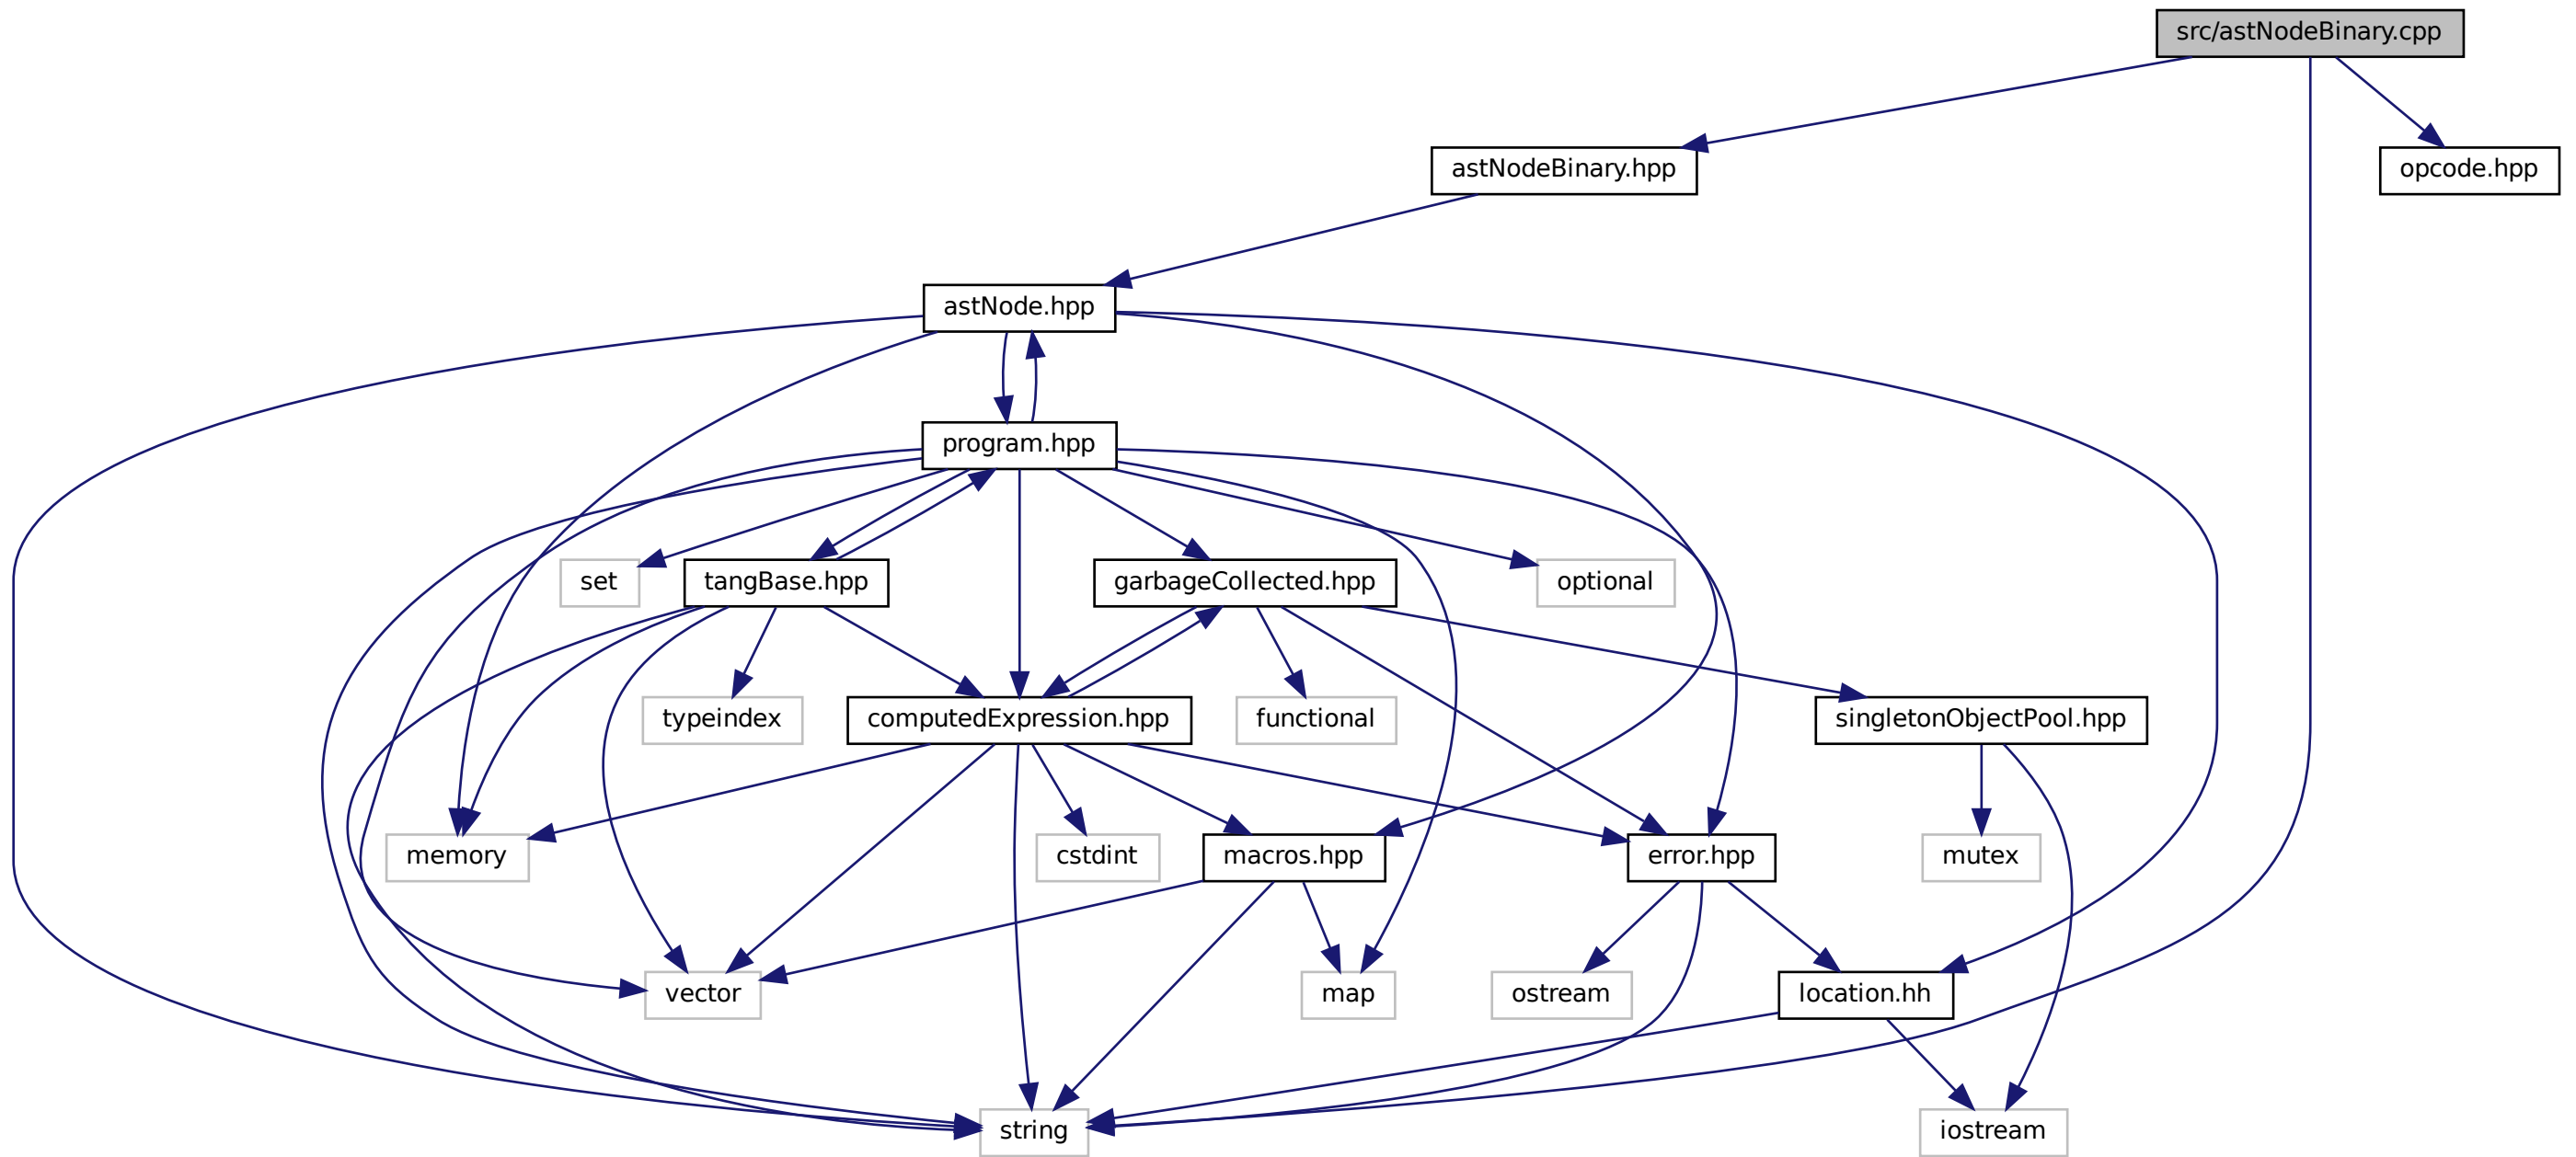 src/astNodeBinary.cpp
astNodeBinary.hpp
opcode.hpp
astNode.hpp
program.hpp
set
tangBase.hpp
garbageCollected.hpp
optional
typeindex
computedExpression.hpp
functional
singletonObjectPool.hpp
memory
cstdint
macros.hpp
error.hpp
mutex
vector
map
ostream
location.hh
string
iostream